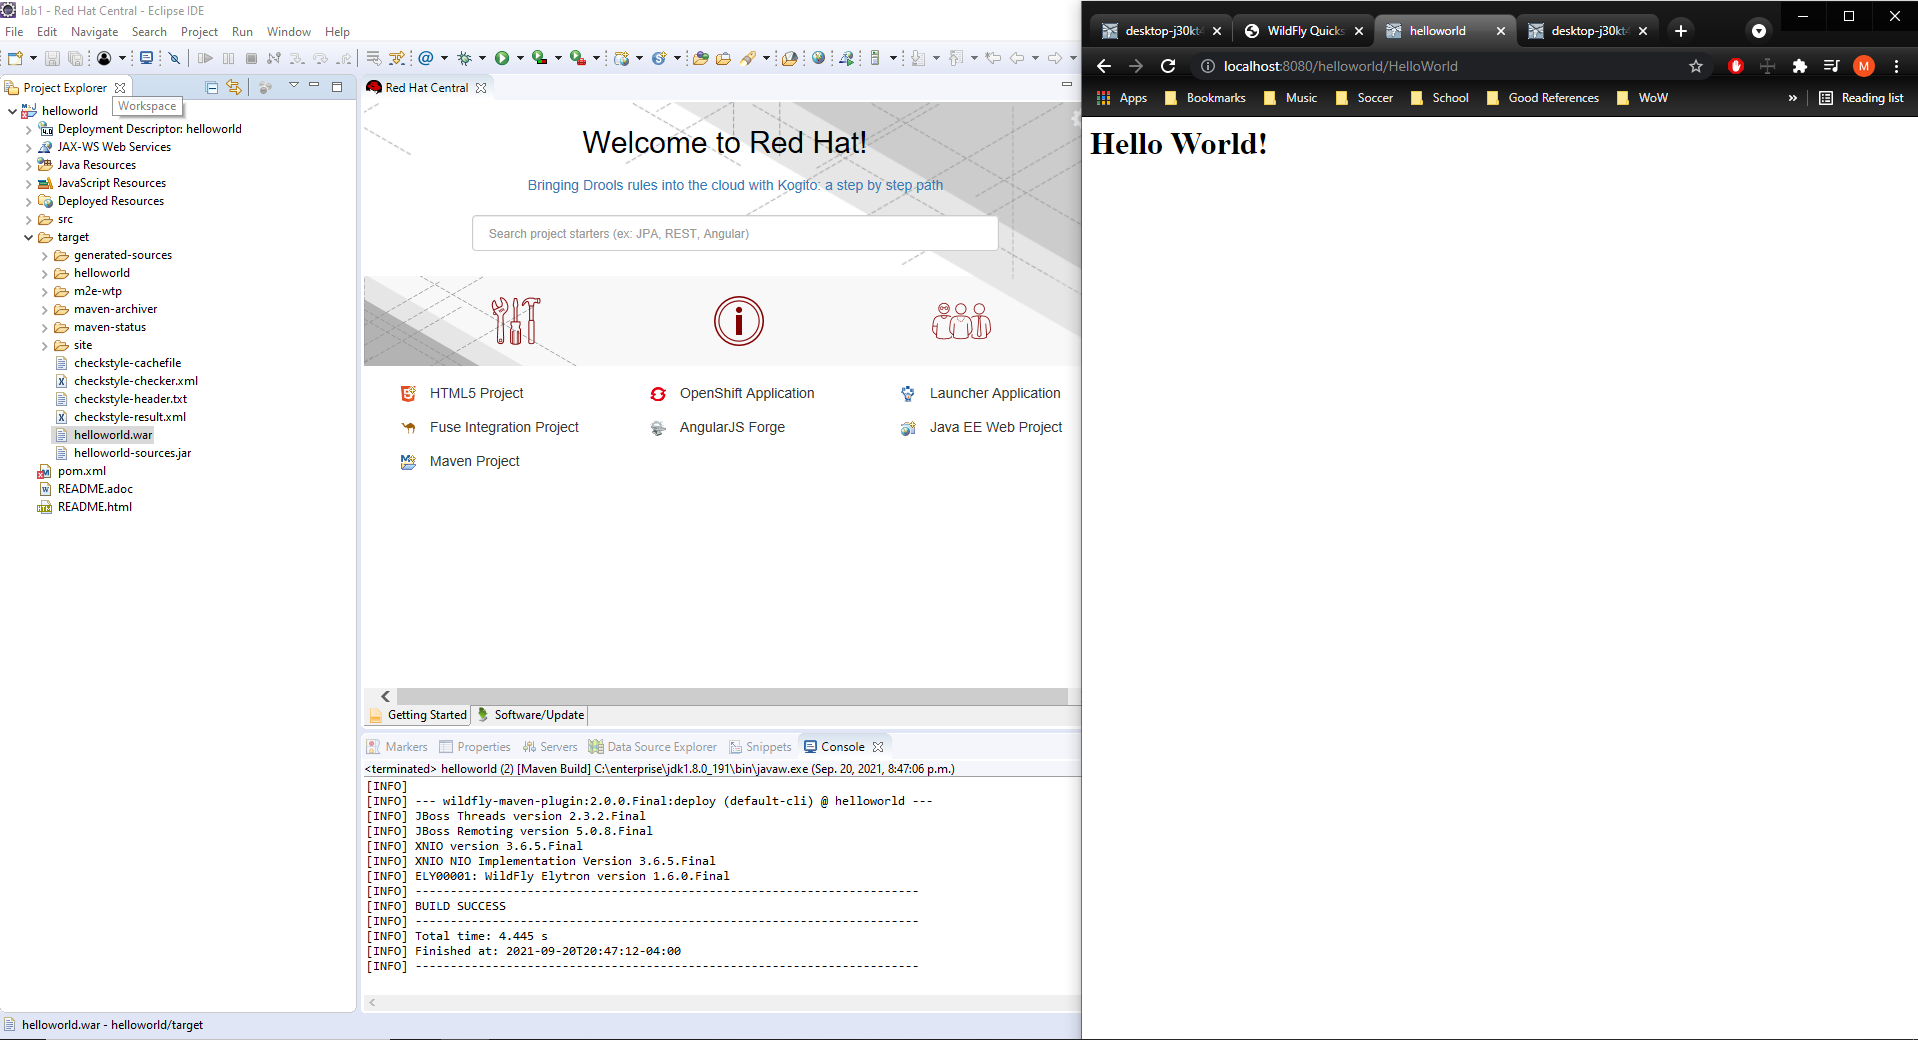 lab1 - Red Hat Central - Eclipse IDE
File Edit Navigate Search Project Run Window Help
Project Explorer
Workspace
helloworld
Deployment Descriptor: helloworld
JAX-WS Web Services
Java Resources
JavaScript Resources
Deployed Resources
src
target
generated-sources
helloworld
m2e-wtp
maven-archiver
maven-status
site
checkstyle-cachefile
checkstyle-checker.xml
checkstyle-header.txt
checkstyle-result.xml
helloworld.war
helloworld-sources.jar
pom.xml
README.adoc
README.html
helloworld.war - helloworld/target
Red Hat Central
Welcome to Red Hat!
Bringing Drools rules into the cloud with Kogito: a step by step path
Search project starters (ex: JPA, REST, Angular)
HTML5 Project OpenShift Application Launcher Application
Fuse Integration Project AngularJS Forge Java EE Web Project
Maven Project
Getting Started Software/Update
Markers Properties Servers Data Source Explorer Snippets Console
<terminated> helloworld (2) [Maven Build] C:\enterprise\jdk1.8.0_191\bin\javaw.exe (Sep. 20, 2021, 8:47:06 p.m.)
[INFO]
[INFO] --- wildfly-maven-plugin:2.0.0.Final:deploy (default-cli) @ helloworld ---
[INFO] JBoss Threads version 2.3.2.Final
[INFO] JBoss Remoting version 5.0.8.Final
[INFO] XNIO version 3.6.5.Final
[INFO] XNIO NIO Implementation Version 3.6.5.Final
[INFO] ELY00001: WildFly Elytron version 1.6.0.Final
[INFO] ------------------------------------------------------------------------
[INFO] BUILD SUCCESS
[INFO] ------------------------------------------------------------------------
[INFO] Total time: 4.445 s
[INFO] Finished at: 2021-09-20T20:47:12-04:00
[INFO] ------------------------------------------------------------------------
desktop-j30kt4 WildFly Quicks helloworld desktop-j30kt4
localhost:8080/helloworld/HelloWorld M
Apps Bookmarks Music Soccer School Good References WoW » Reading list
Hello World!